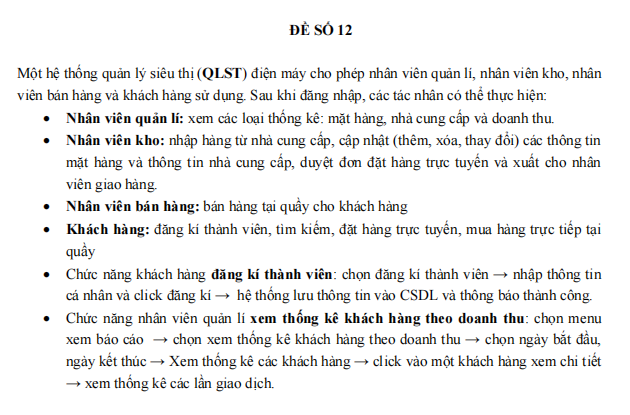 ĐỀ SỐ 12
Một hệ thống quản lý siêu thị (QLST) điện máy cho phép nhân viên quản lí, nhân viên kho, nhân
viên bán hàng và khách hàng sử dụng. Sau khi đăng nhập, các tác nhân có thể thực hiện:
• Nhân viên quản lí: xem các loại thống kê: mặt hàng, nhà cung cấp và doanh thu.
• Nhân viên kho: nhập hàng từ nhà cung cấp, cập nhật (thêm, xóa, thay đổi) các thông tin
mặt hàng và thông tin nhà cung cấp, duyệt đơn đặt hàng trực tuyến và xuất cho nhân
viên giao hàng.
• Nhân viên bán hàng: bán hàng tại quầy cho khách hàng
• Khách hàng: đăng kí thành viên, tìm kiếm, đặt hàng trực tuyến, mua hàng trực tiếp tại
quầy
• Chức năng khách hàng đăng kí thành viên: chọn đăng kí thành viên → nhập thông tin
cá nhân và click đăng kí → hệ thống lưu thông tin vào CSDL và thông báo thành công.
• Chức năng nhân viên quản lí xem thống kê khách hàng theo doanh thu: chọn menu
xem báo cáo → chọn xem thống kê khách hàng theo doanh thu → chọn ngày bắt đầu,
ngày kết thúc → Xem thống kê các khách hàng → click vào một khách hàng xem chi tiết
→ xem thống kê các lần giao dịch.